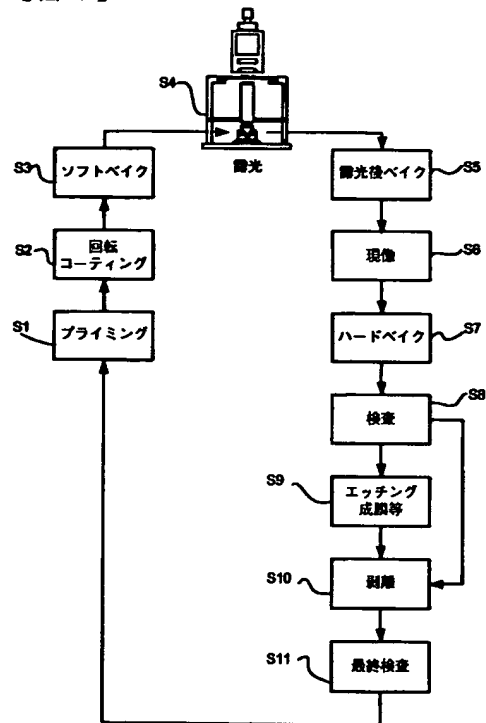 S4
露光
S3
ソフトベイク
S2
回転
コーティング
S1
プライミング
露光後ベイク
S5
現像
S6
ハードベイク
S7
検査
S8
S9
エッチング
成膜等
S10
剥離
S11
最終検査